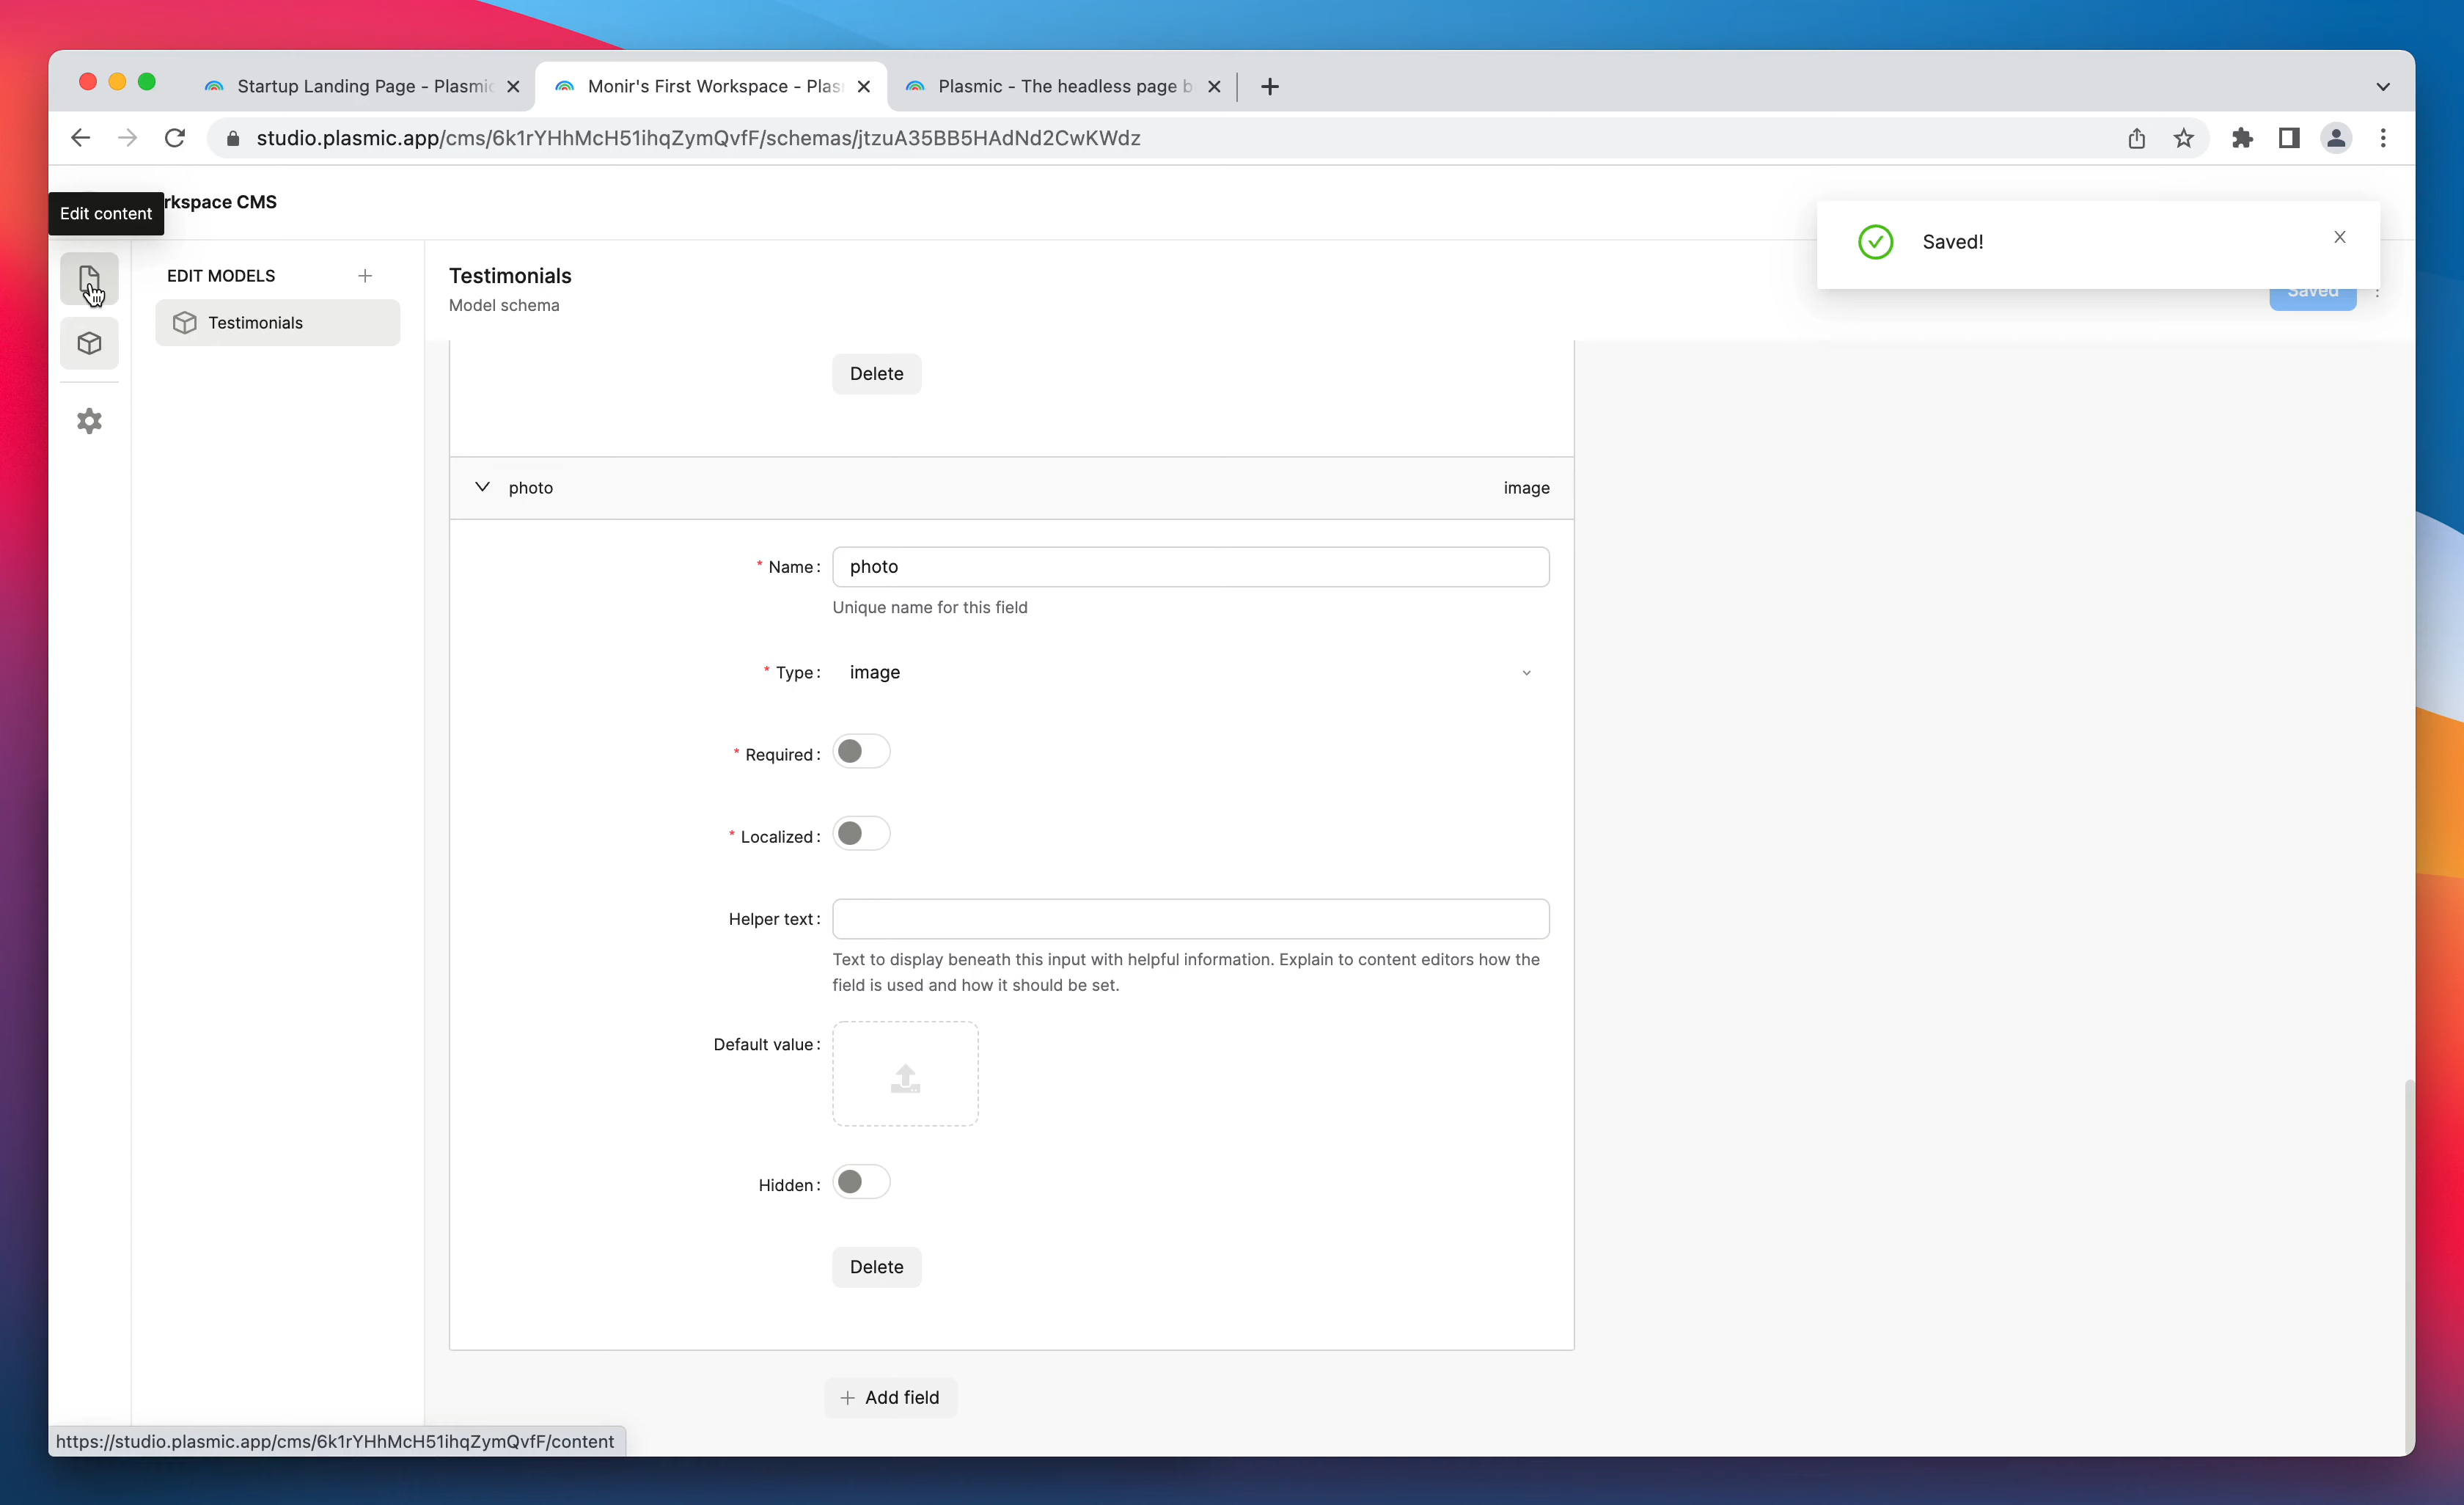 Startup Landing Page - Plasmic
Monir's First Workspace - Plas
Plasmic - The headless page b
studio.plasmic.app/cms/6k1rYHhMcH51ihqZymQvfF/schemas/jtzuA35BB5HAdNd2CwKWdz
Edit content
rkspace CMS
Saved!
EDIT MODELS
Testimonials
Testimonials
Model schema
Saved
Delete
photo
image
* Name:
photo
Unique name for this field
* Type:
image
* Required:
* Localized:
Helper text:
Text to display beneath this input with helpful information. Explain to content editors how the
field is used and how it should be set.
Default value:
Hidden:
Delete
+ Add field
https://studio.plasmic.app/cms/6k1rYHhMcH51ihqZymQvfF/content